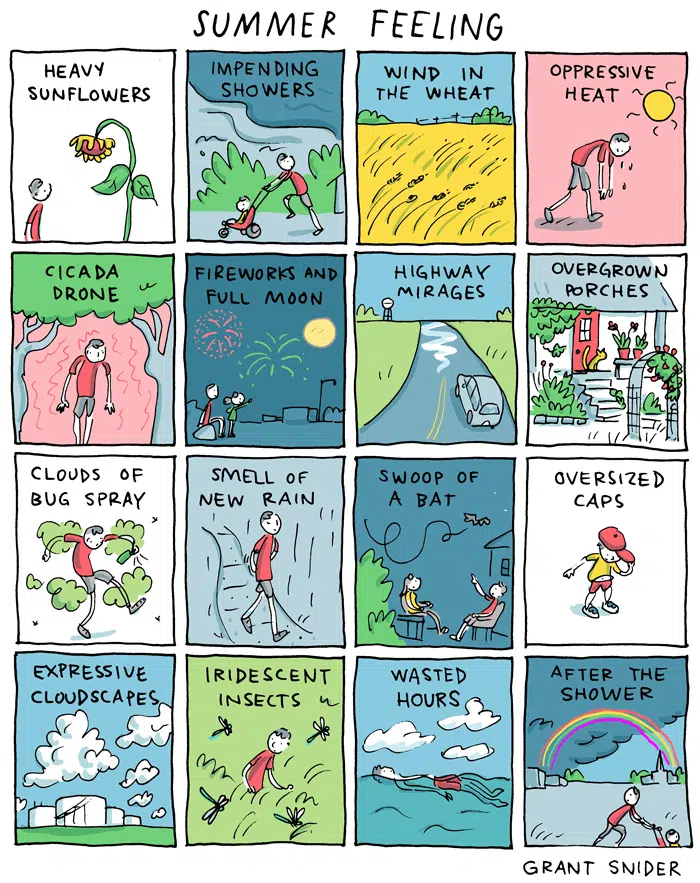 SUMMER FEELING
HEAVY
SUNFLOWERS
IMPENDING
SHOWERS
WIND IN
THE WHEAT
OPPRESSIVE
HEAT
CICADA
DRONE
FIREWORKS AND
FULL MOON
HIGHWAY
MIRAGES
OVERGROWN
PORCHES
CLOUDS OF
BUG SPRAY
SMELL OF
NEW RAIN
SWOOP OF
A BAT
OVERSIZED
CAPS
EXPRESSIVE
CLOUDSCAPES
IRIDESCENT
INSECTS
WASTED
HOURS
AFTER THE
SHOWER
GRANT SNIDER